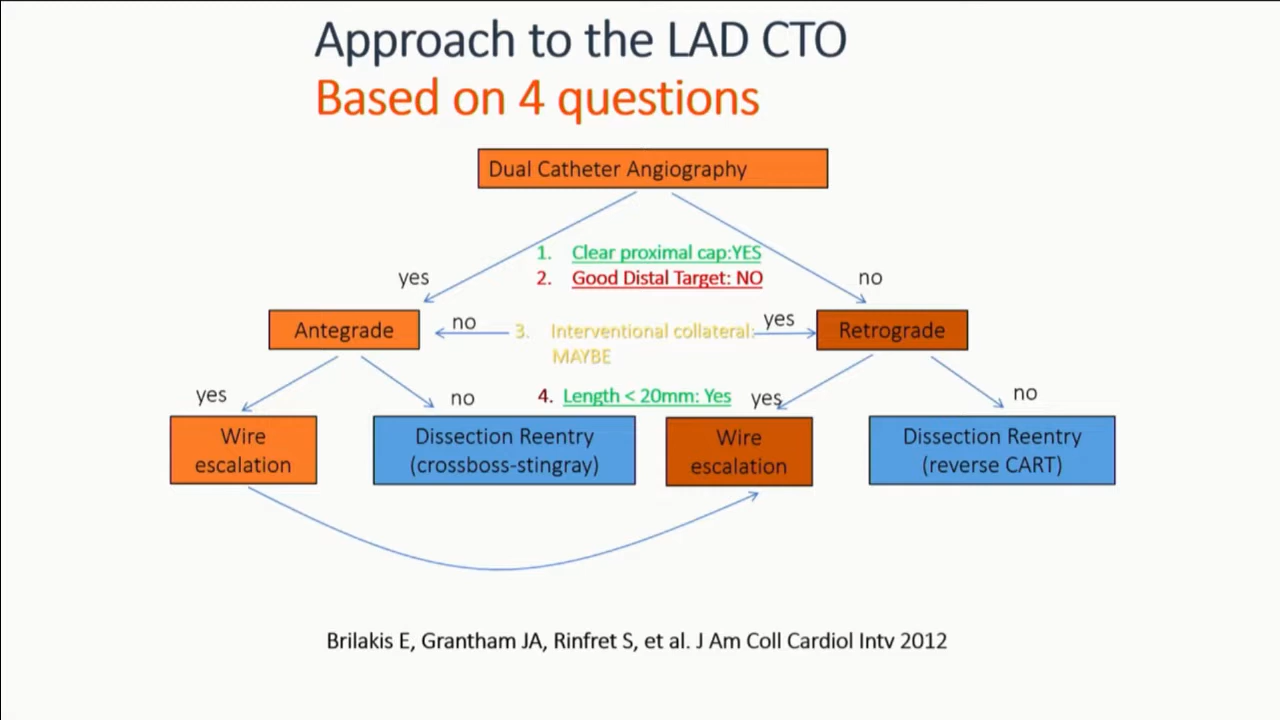 Approach to the LAD CTO
Based on 4 questions
Dual Catheter Angiography
1. Clear proximal cap:YES
yes
2. Good Distal Target: NO
no
Antegrade
no
3. Interventional collateral:
MAYBE
yes
Retrograde
yes
no
4. Length < 20mm: Yes
yes
no
Wire
escalation
Dissection Reentry
(crossboss-stingray)
Wire
escalation
Dissection Reentry
(reverse CART)
Brilakis E, Grantham JA, Rinfret S, et al. J Am Coll Cardiol Intv 2012